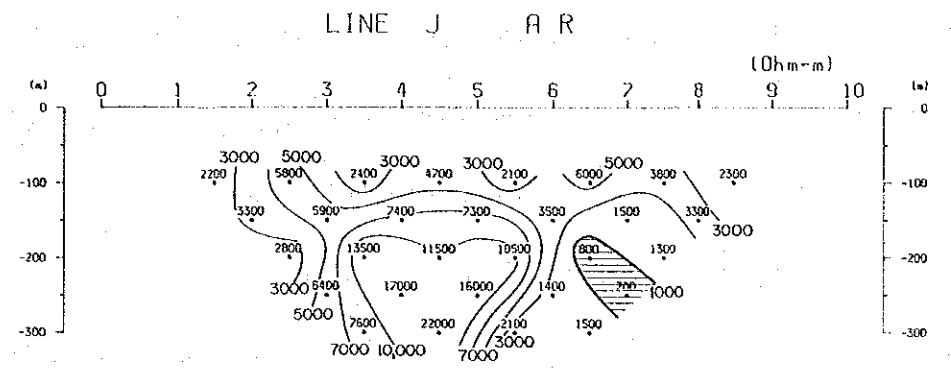 LINE J A R
(Ohm-m)
(m) 0 1 2 3 4 5 6 7 8 9 10 (m)
0 0
3000 5000 3000 3000 5000
-100 2200 5800 2400 4700 2100 6000 3800 2300 -100
3300 5900 7400 7300 3500 1500 3300
3000
-200 2800 13500 11500 10500 800 1300 -200
3000 6400 17000 16000 1400 700 1000
5000
-300 7600 22000 2100 1500 -300
3000
7000 10,000 7000